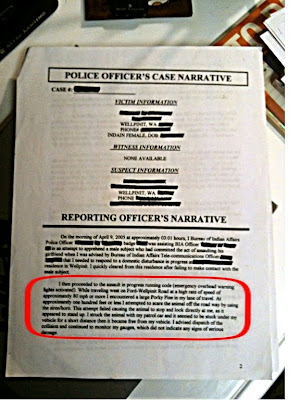 POLICE OFFICER'S CASE NARRATIVE
CASE #:
VICTIM INFORMATION
WELLPINIT, WA
PHONE#
INDAIN FEMALE, DOB:
WITNESS INFORMATION
NONE AVAILABLE
SUSPECT INFORMATION
WELLPINIT, WA
PHONE#
REPORTING OFFICER'S NARRATIVE
On the morning of April 9, 2005 at approximately 03:01 hours, I Bureau of Indian Affairs
Police Officer badge was assisting BIA Officer
in an attempt to apprehend a male subject who had committed the act of assaulting his
girlfriend when I was advised by Bureau of Indian Affairs Tele-communications Officer
that I needed to respond to a domestic disturbance in progress a
residence in Wellpinit. I quickly cleared from this residence after failing to make contact with the
male subject.
I then proceeded to the assault in progress running code (emergency overhead warning
lights activated). While traveling west on Ford-Wellpinit Road at a high rate of speed of
approximately 80 mph or more I encountered a large Porky Pine in my lane of travel. At
approximately one hundred feet or less I attempted to scare the animal off the road way by using
the siren/horn. This attempt failed causing the animal to stop and look directly at me, as it
appeared to stand up. I struck the animal with my patrol car and it seemed to be stuck under my
vehicle for a short distance then it became free from my vehicle. I advised dispatch of the
collision and continued to monitor my gauges, which did not indicate any signs of serious
damage.
2